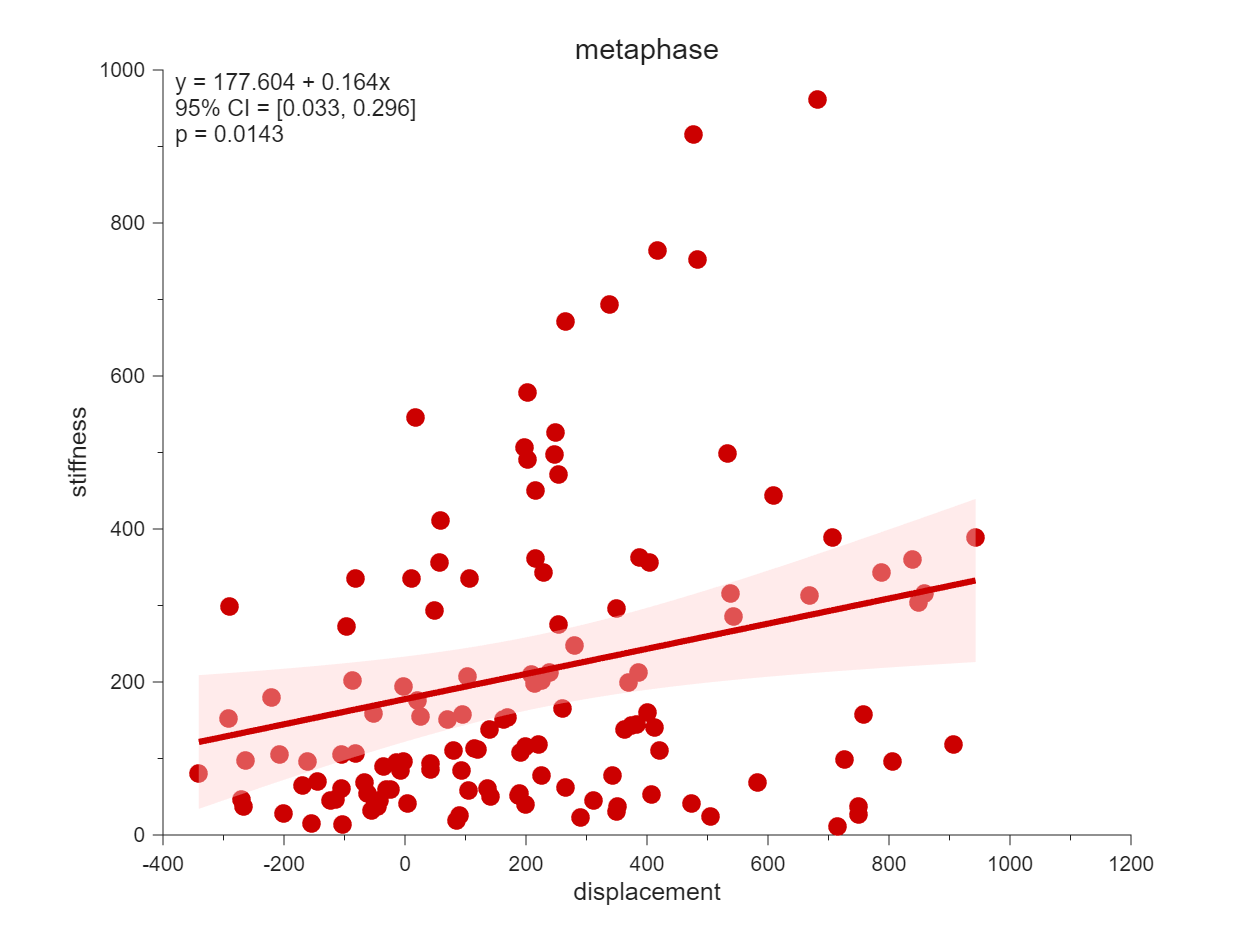 metaphase
y = 177.604 + 0.164x
95% CI = [0.033, 0.296]
p = 0.0143
1000
800
600
400
200
0
stiffness
-400 -200 0 200 400 600 800 1000 1200
displacement